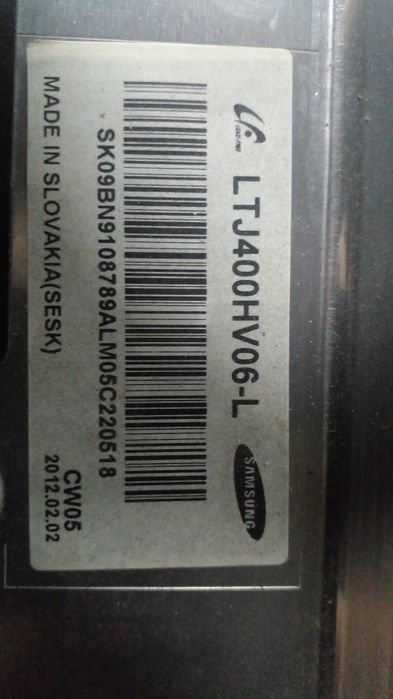 LTJ400HV06-L
SAMSUNG
SK09BN9108789ALM05C220518
MADE IN SLOVAKIA(SESK)
CW05
2012.02.02